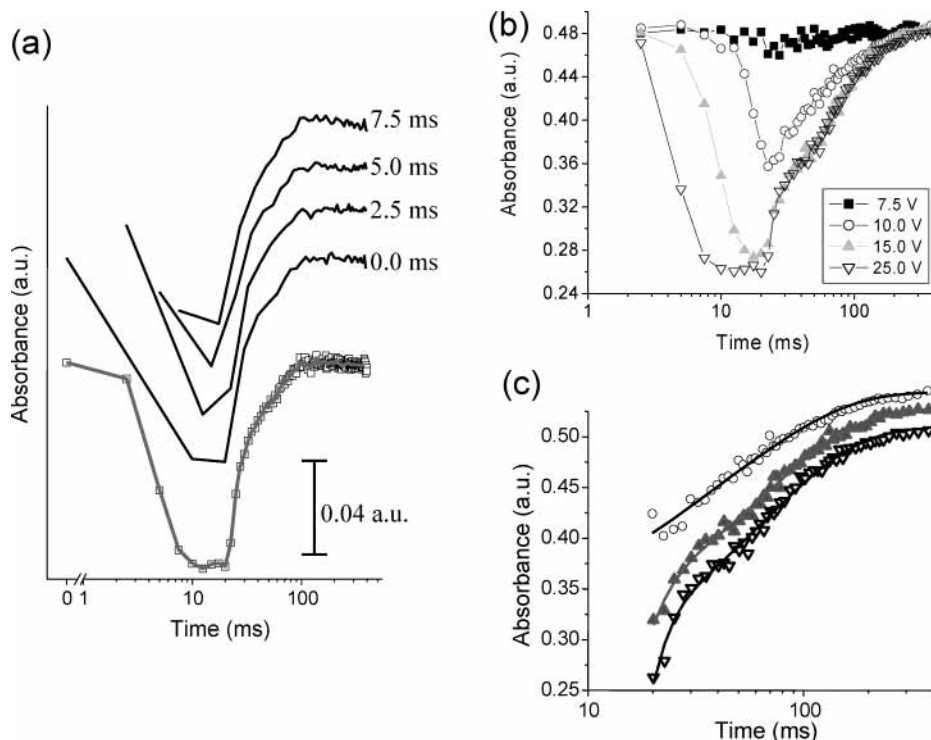 (a)
7.5 ms
5.0 ms
2.5 ms
0.0 ms
Absorbance (a.u.)
0.04 a.u.
0 1 10 100
Time (ms)
(b)
0.48
0.44
0.40
0.36
0.32
0.28
0.24
Absorbance (a.u.)
7.5 V
10.0 V
15.0 V
25.0 V
1 10 100
Time (ms)
(c)
0.50
0.45
0.40
0.35
0.30
0.25
Absorbance (a.u.)
10 100
Time (ms)